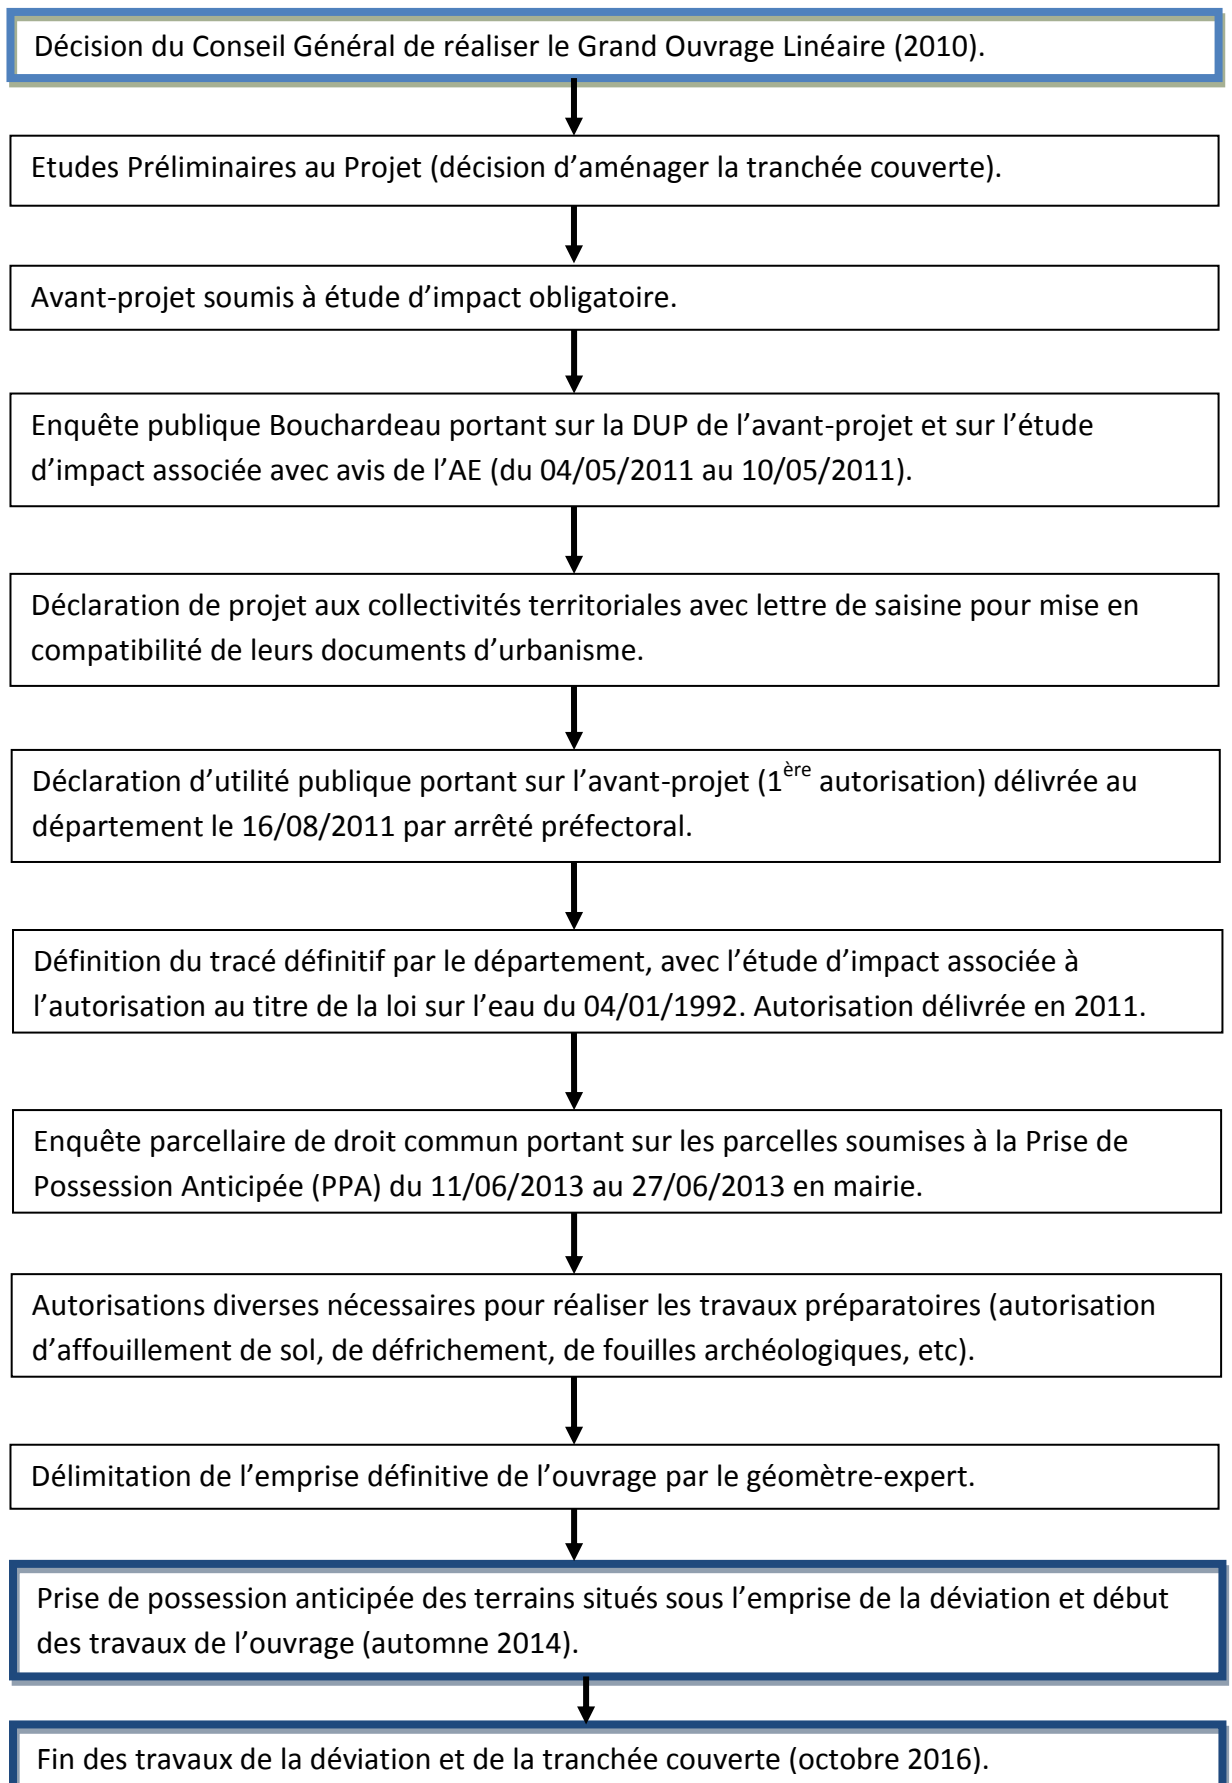 Décision du Conseil Général de réaliser le Grand Ouvrage Linéaire (2010).
Etudes Préliminaires au Projet (décision d’aménager la tranchée couverte).
Avant-projet soumis à étude d’impact obligatoire.
Enquête publique Bouchardeau portant sur la DUP de l’avant-projet et sur l’étude
d’impact associée avec avis de l’AE (du 04/05/2011 au 10/05/2011).
Déclaration de projet aux collectivités territoriales avec lettre de saisine pour mise en
compatibilité de leurs documents d’urbanisme.
Déclaration d’utilité publique portant sur l’avant-projet (1ère autorisation) délivrée au
département le 16/08/2011 par arrêté préfectoral.
Définition du tracé définitif par le département, avec l’étude d’impact associée à
l’autorisation au titre de la loi sur l’eau du 04/01/1992. Autorisation délivrée en 2011.
Enquête parcellaire de droit commun portant sur les parcelles soumises à la Prise de
Possession Anticipée (PPA) du 11/06/2013 au 27/06/2013 en mairie.
Autorisations diverses nécessaires pour réaliser les travaux préparatoires (autorisation
d’affouillement de sol, de défrichement, de fouilles archéologiques, etc).
Délimitation de l’emprise définitive de l’ouvrage par le géomètre-expert.
Prise de possession anticipée des terrains situés sous l’emprise de la déviation et début
des travaux de l’ouvrage (automne 2014).
Fin des travaux de la déviation et de la tranchée couverte (octobre 2016).